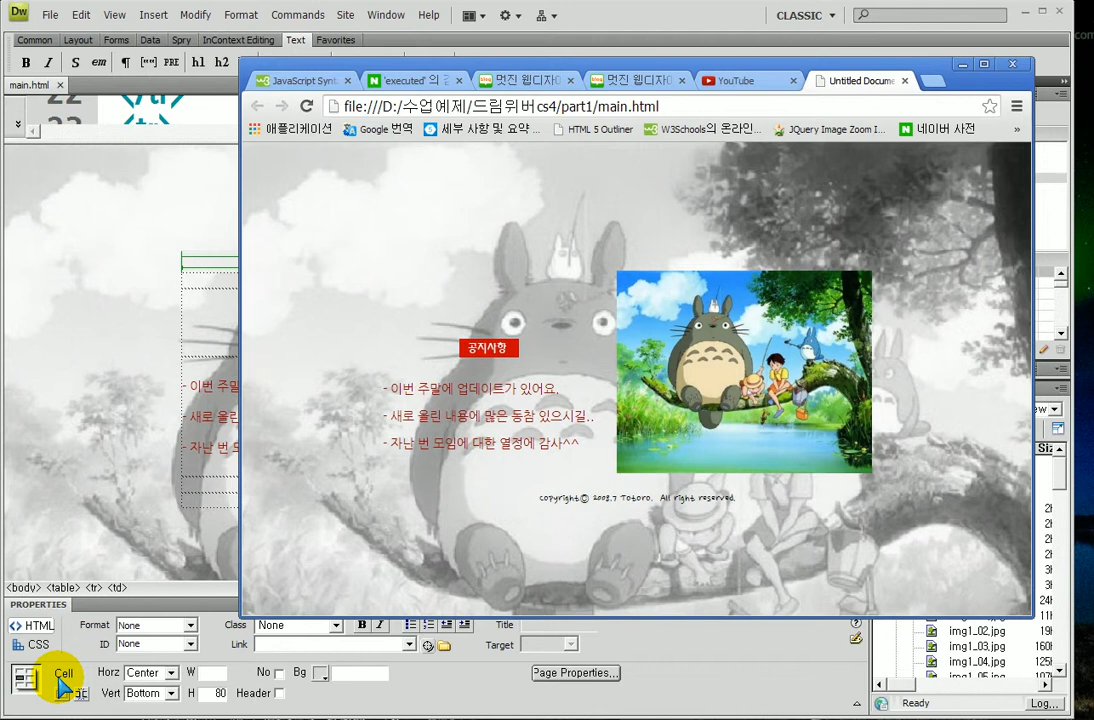 Dw File Edit View Insert Modify Format Commands Site Window Help CLASSIC
Common Layout Forms Data Spry InContext Editing Text Favorites
B I S em ¶ [""] PRE h1 h2
main.html ×
JavaScript Synt 'executed' 의 멋진 웹디자이 멋진 웹디자이 YouTube Untitled Docume
file:///D:/수업예제/드림위버cs4/part1/main.html
애플리케이션 Google 번역 세부 사항 및 요약 ... HTML 5 Outliner W3Schools의 온라인... JQuery Image Zoom I... 네이버 사전 »
공지사항
- 이번 주말에 업데이트가 있어요.
- 새로 올린 내용에 많은 동참 있으시길..
- 자난 번 모임에 대한 열정에 감사^^
Copyright© 2008.7 Totoro. All right reserved.
- 이번 주말
- 새로 올린
- 자난 번 모
<body> <table> <tr> <td>
PROPERTIES
<> HTML Format None Class None B I Title
CSS ID None Link Target
Cell Horz Center W No Bg Page Properties...
Vert Bottom H 80 Header
img1_02.jpg 19
img1_03.jpg 160
img1_04.jpg 125
Ready Log...